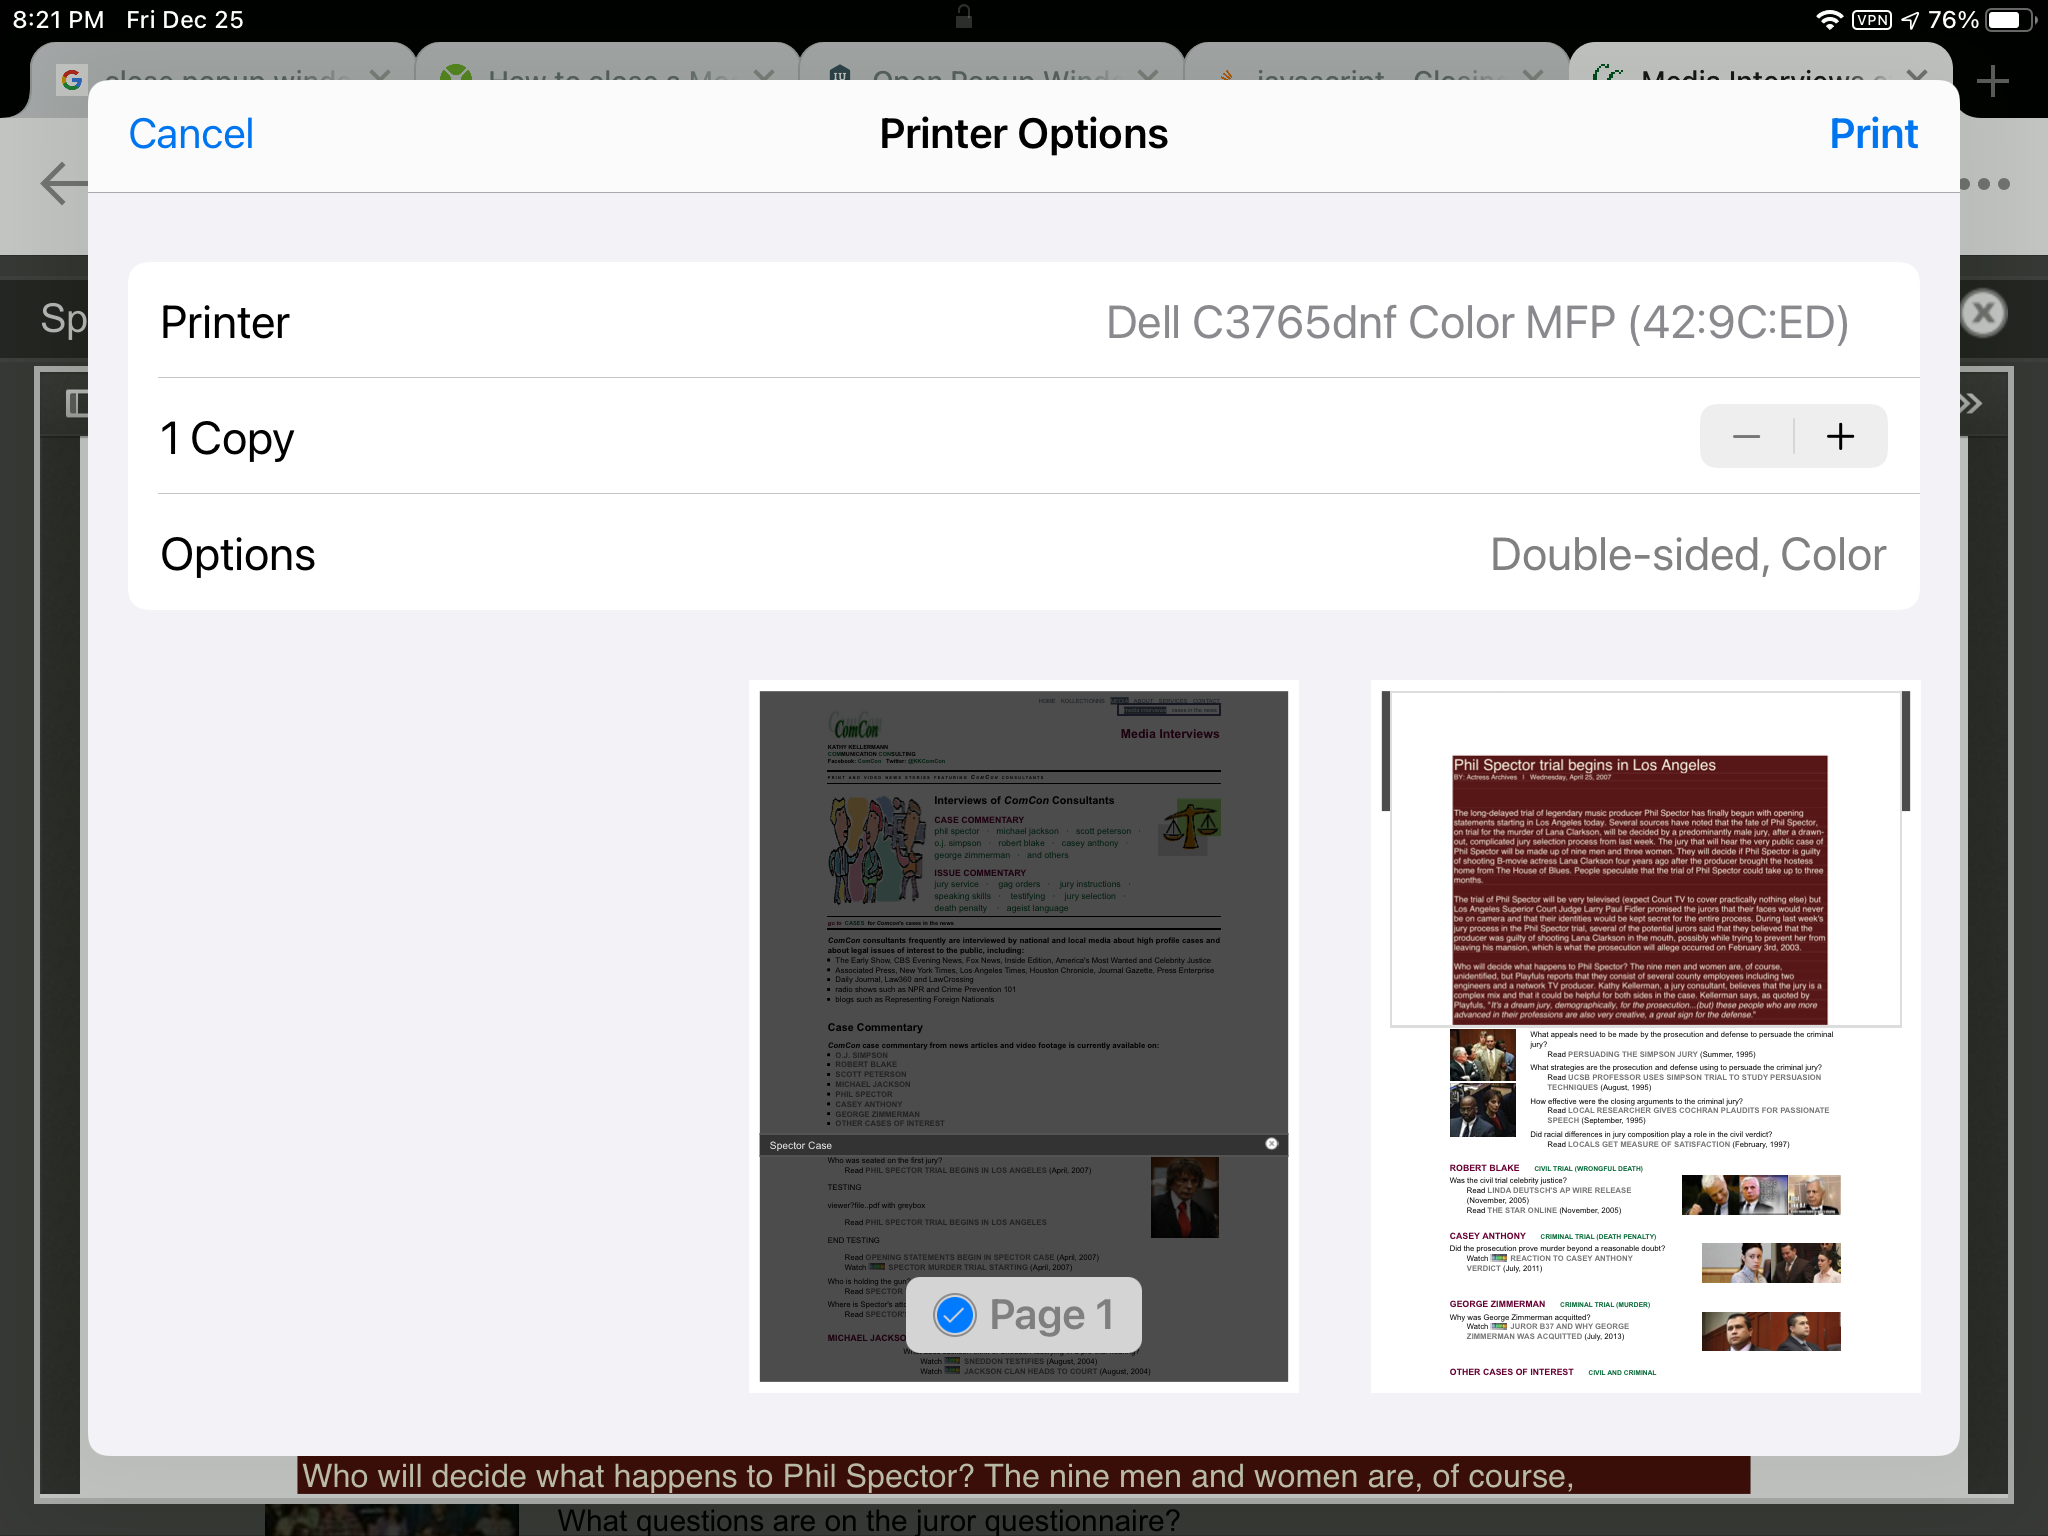 8:21 PM Fri Dec 25
VPN 76%
close popup windo
How to close a Mo
Open Popup Windo
javascript - Closing
Media Interviews o
Cancel
Printer Options
Print
Sp
Printer
Dell C3765dnf Color MFP (42:9C:ED)
1 Copy
Options
Double-sided, Color
HOME KOLLECTIONNS MEDIA ABOUT SERVICES CONTACT
media interviews cases in the news
ComCon
Media Interviews
KATHY KELLERMANN
COMMUNICATION CONSULTING
Facebook: ComCon Twitter: @KKComCon
PRINT AND VIDEO NEWS STORIES FEATURING COMCON CONSULTANTS
Interviews of ComCon Consultants
CASE COMMENTARY
phil spector · michael jackson · scott peterson ·
o.j. simpson · robert blake · casey anthony ·
george zimmerman · and others
ISSUE COMMENTARY
jury service · gag orders · jury instructions ·
speaking skills · testifying · jury selection ·
death penalty · ageist language
go to CASES for Comcon's cases in the news
ComCon consultants frequently are interviewed by national and local media about high profile cases and
about legal issues of interest to the public, including:
The Early Show, CBS Evening News, Fox News, Inside Edition, America's Most Wanted and Celebrity Justice
Associated Press, New York Times, Los Angeles Times, Houston Chronicle, Journal Gazette, Press Enterprise
Daily Journal, Law360 and LawCrossing
radio shows such as NPR and Crime Prevention 101
blogs such as Representing Foreign Nationals
Case Commentary
ComCon case commentary from news articles and video footage is currently available on:
O.J. SIMPSON
ROBERT BLAKE
SCOTT PETERSON
MICHAEL JACKSON
PHIL SPECTOR
CASEY ANTHONY
GEORGE ZIMMERMAN
OTHER CASES OF INTEREST
Spector Case
Who was seated on the first jury?
Read PHIL SPECTOR TRIAL BEGINS IN LOS ANGELES (April, 2007)
TESTING
viewer?file..pdf with greybox
Read PHIL SPECTOR TRIAL BEGINS IN LOS ANGELES
END TESTING
Read OPENING STATEMENTS BEGIN IN SPECTOR CASE (April, 2007)
Watch SPECTOR MURDER TRIAL STARTING (April, 2007)
Who is holding the gun
Read SPECTOR
Where is Spector's
Read SPECTOR'
MICHAEL JACKSO
Watch SNEDDON TESTIFIES (August, 2004)
Watch JACKSON CLAN HEADS TO COURT (August, 2004)
Page 1
Phil Spector trial begins in Los Angeles
BY: Actress Archives | Wednesday, April 25, 2007
The long-delayed trial of legendary music producer Phil Spector has finally begun with opening
statements starting in Los Angeles today. Several sources have noted that the fate of Phil Spector,
on trial for the murder of Lana Clarkson, will be decided by a predominantly male jury, after a drawn-
out, complicated jury selection process from last week. The jury that will hear the very public case of
Phil Spector will be made up of nine men and three women. They will decide if Phil Spector is guilty
of shooting B-movie actress Lana Clarkson four years ago after the producer brought the hostess
home from The House of Blues. People speculate that the trial of Phil Spector could take up to three
months.
The trial of Phil Spector will be very televised (expect Court TV to cover practically nothing else) but
Los Angeles Superior Court Judge Larry Paul Fidler promised the jurors that their faces would never
be on camera and that their identities would be kept secret for the entire process. During last week's
jury process in the Phil Spector trial, several of the potential jurors said that they believed that the
producer was guilty of shooting Lana Clarkson in the mouth, possibly while trying to prevent her from
leaving his mansion, which is what the prosecution will allege occurred on February 3rd, 2003.
Who will decide what happens to Phil Spector? The nine men and women are, of course,
unidentified, but Playfuls reports that they consist of several county employees including two
engineers and a network TV producer. Kathy Kellerman, a jury consultant, believes that the jury is a
complex mix and that it could be helpful for both sides in the case. Kellerman says, as quoted by
Playfuls, "It's a dream jury, demographically, for the prosecution...(but) these people who are more
advanced in their professions are also very creative, a great sign for the defense."
What appeals need to be made by the prosecution and defense to persuade the criminal
jury?
Read PERSUADING THE SIMPSON JURY (Summer, 1995)
What strategies are the prosecution and defense using to persuade the criminal jury?
Read UCSB PROFESSOR USES SIMPSON TRIAL TO STUDY PERSUASION
TECHNIQUES (August, 1995)
How effective were the closing arguments to the criminal jury?
Read LOCAL RESEARCHER GIVES COCHRAN PLAUDITS FOR PASSIONATE
SPEECH (September, 1995)
Did racial differences in jury composition play a role in the civil verdict?
Read LOCALS GET MEASURE OF SATISFACTION (February, 1997)
ROBERT BLAKE CIVIL TRIAL (WRONGFUL DEATH)
Was the civil trial celebrity justice?
Read LINDA DEUTSCH'S AP WIRE RELEASE
(November, 2005)
Read THE STAR ONLINE (November, 2005)
CASEY ANTHONY CRIMINAL TRIAL (DEATH PENALTY)
Did the prosecution prove murder beyond a reasonable doubt?
Watch REACTION TO CASEY ANTHONY
VERDICT (July, 2011)
GEORGE ZIMMERMAN CRIMINAL TRIAL (MURDER)
Why was George Zimmerman acquitted?
Watch JUROR B37 AND WHY GEORGE
ZIMMERMAN WAS ACQUITTED (July, 2013)
OTHER CASES OF INTEREST CIVIL AND CRIMINAL
Who will decide what happens to Phil Spector? The nine men and women are, of course,
What questions are on the juror questionnaire?